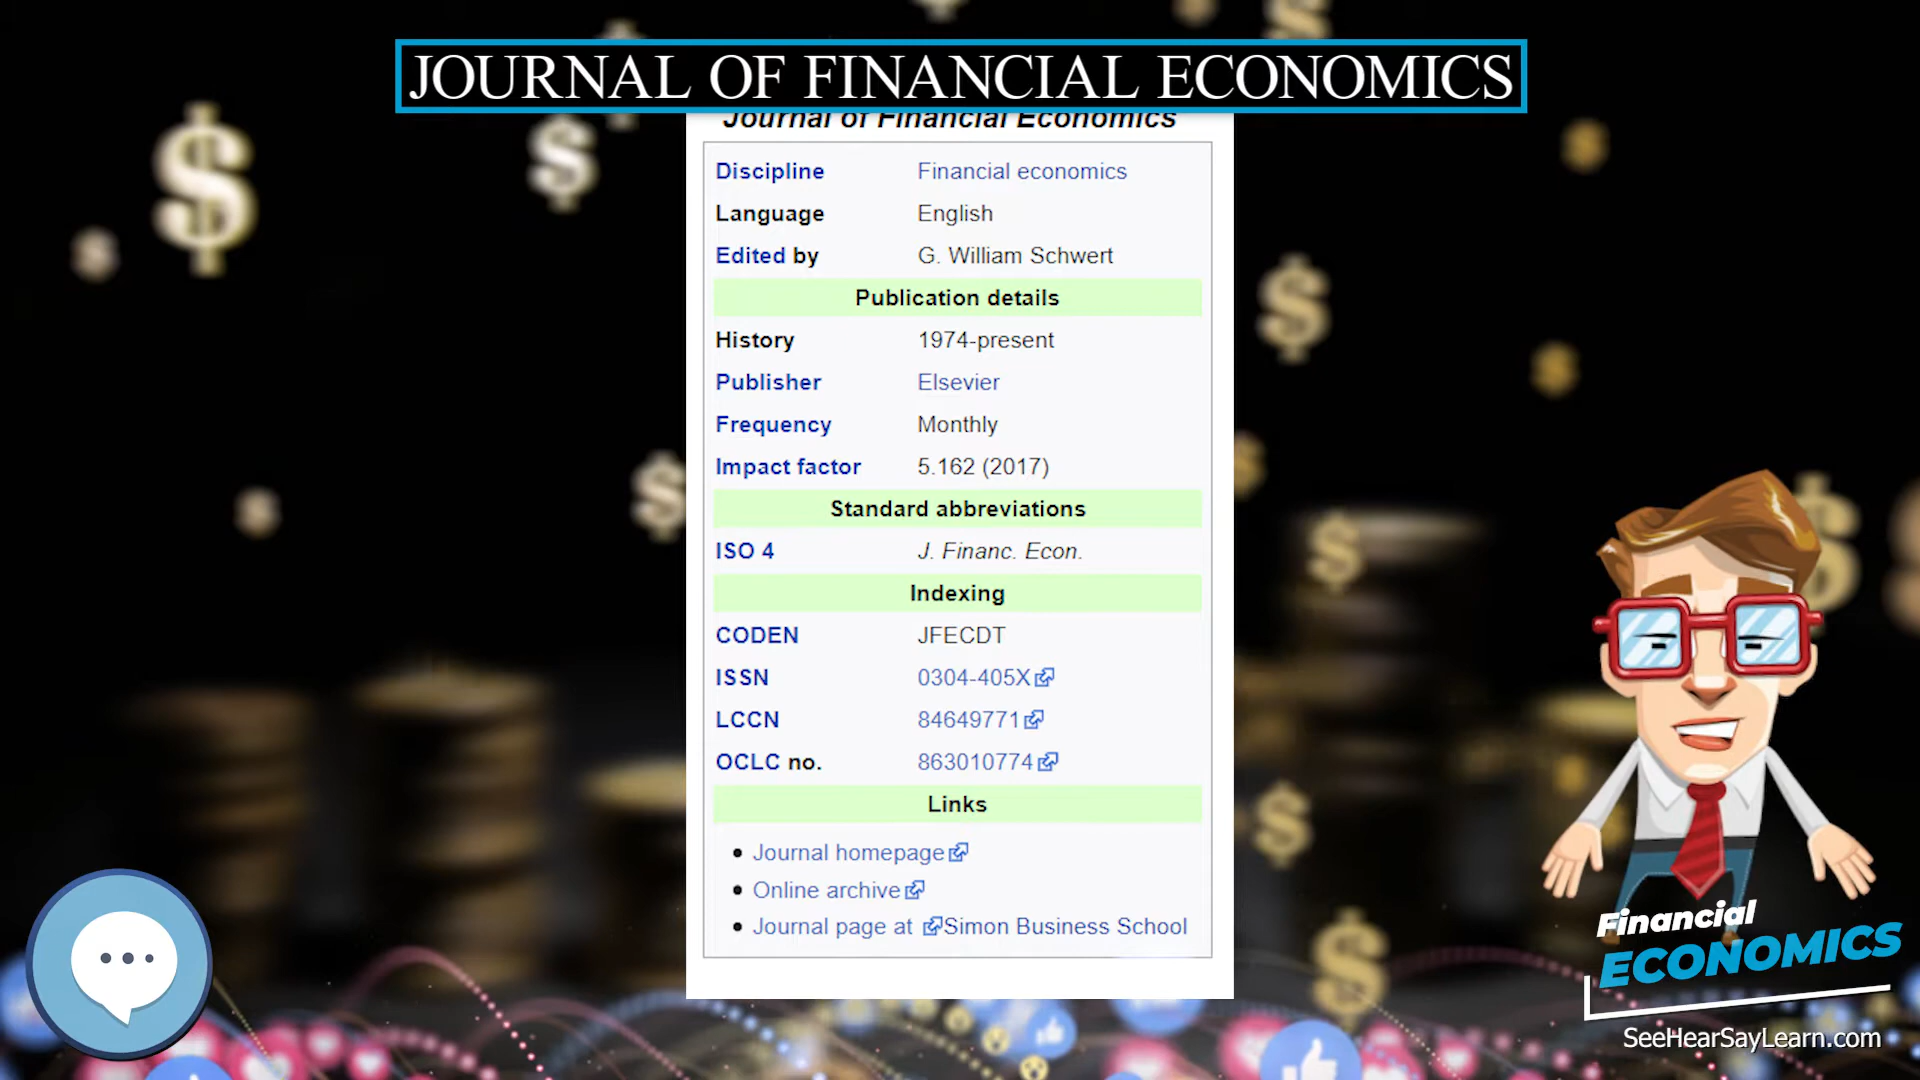 JOURNAL OF FINANCIAL ECONOMICS
Journal of Financial Economics
Discipline Financial economics
Language English
Edited by G. William Schwert
Publication details
History 1974-present
Publisher Elsevier
Frequency Monthly
Impact factor 5.162 (2017)
Standard abbreviations
ISO 4 J. Financ. Econ.
Indexing
CODEN JFECDT
ISSN 0304-405X
LCCN 84649771
OCLC no. 863010774
Links
• Journal homepage
• Online archive
• Journal page at Simon Business School
Financial
ECONOMICS
SeeHearSayLearn.com